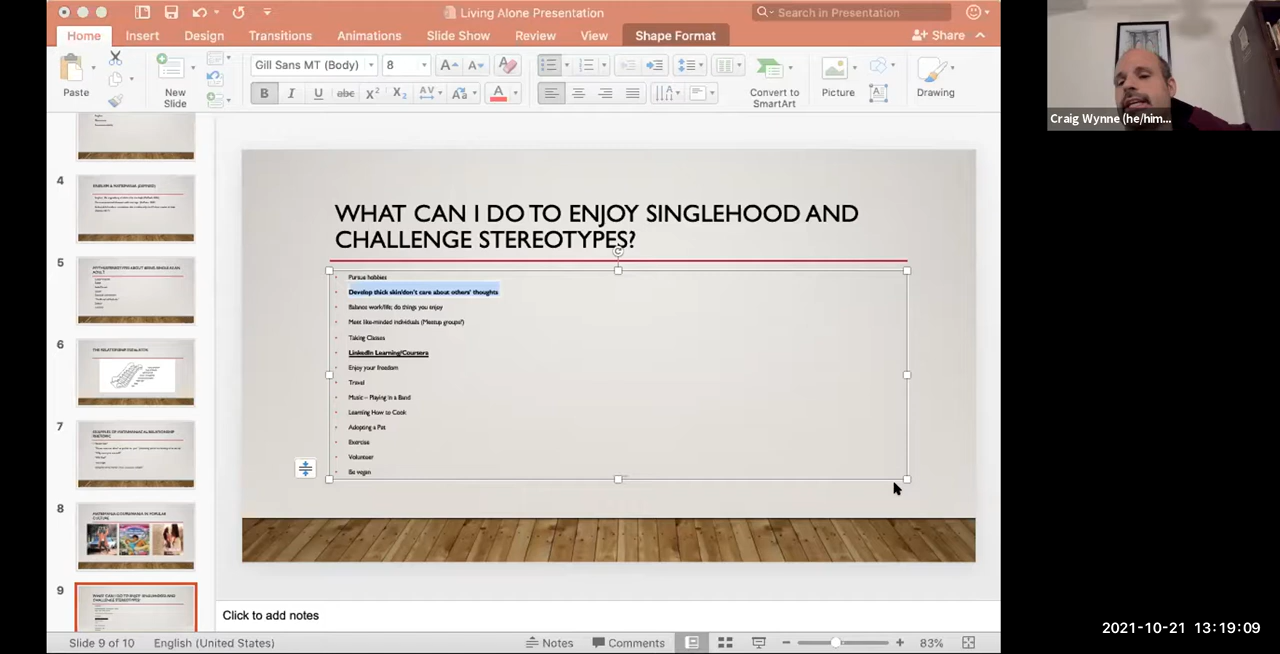 Living Alone Presentation
Search in Presentation
Home Insert Design Transitions Animations Slide Show Review View Shape Format Share
Gill Sans MT (Body) 8
Paste New Slide Convert to SmartArt Picture Drawing
Craig Wynne (he/him...
WHAT CAN I DO TO ENJOY SINGLEHOOD AND
CHALLENGE STEREOTYPES?
Pursue hobbies
Develop thick skin/don't care about others' thoughts
Balance work/life; do things you enjoy
Meet like-minded individuals (Meetup groups?)
Taking Classes
LinkedIn Learning/Coursera
Enjoy your freedom
Travel
Music – Playing in a Band
Learning How to Cook
Adopting a Pet
Exercise
Volunteer
Be vegan
4
5
6
THE RELATIONSHIP ESCALATOR
7
8
9
Click to add notes
Slide 9 of 10 English (United States) Notes Comments 83%
2021-10-21 13:19:09